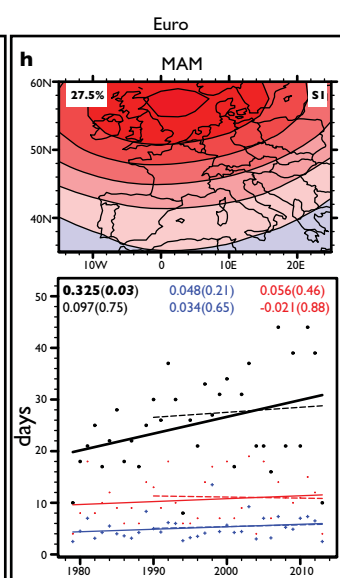 Euro
h
MAM
60N
27.5%
S1
50N
40N
10W 0 10E 20E
50
0.325(0.03) 0.048(0.21) 0.056(0.46)
0.097(0.75) 0.034(0.65) -0.021(0.88)
40
30
days
20
10
0
1980 1990 2000 2010